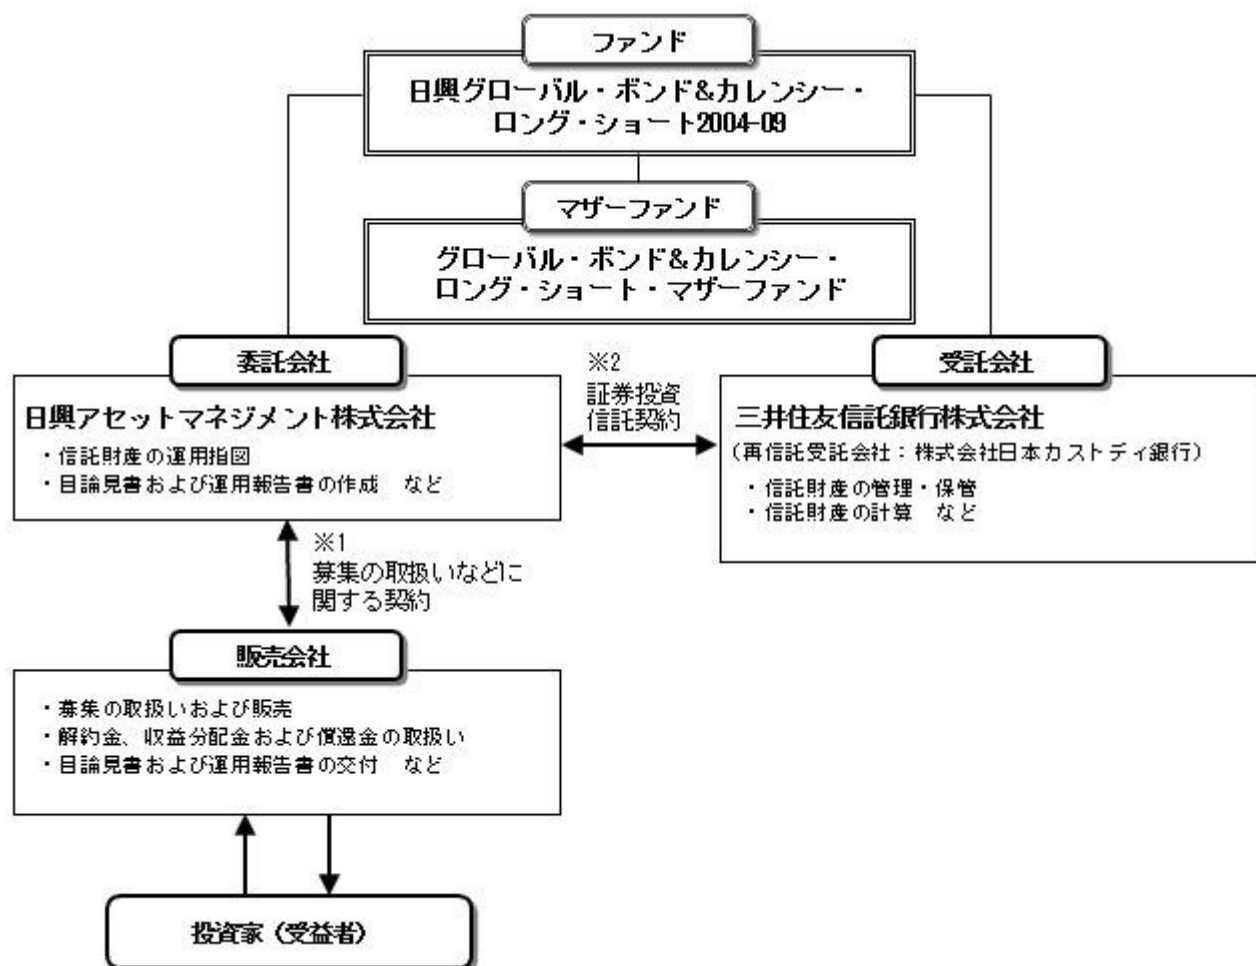 ファンド
日興グローバル・ボンド&カレンシー・
ロング・ショート2004-09
マザーファンド
グローバル・ボンド&カレンシー・
ロング・ショート・マザーファンド
委託会社
日興アセットマネジメント株式会社
・信託財産の運用指図
・目論見書および運用報告書の作成　など
※2
証券投資
信託契約
受託会社
三井住友信託銀行株式会社
（再信託受託会社：株式会社日本カストディ銀行）
・信託財産の管理・保管
・信託財産の計算　など
※1
募集の取扱いなどに
関する契約
販売会社
・募集の取扱いおよび販売
・解約金、収益分配金および償還金の取扱い
・目論見書および運用報告書の交付　など
投資家（受益者）